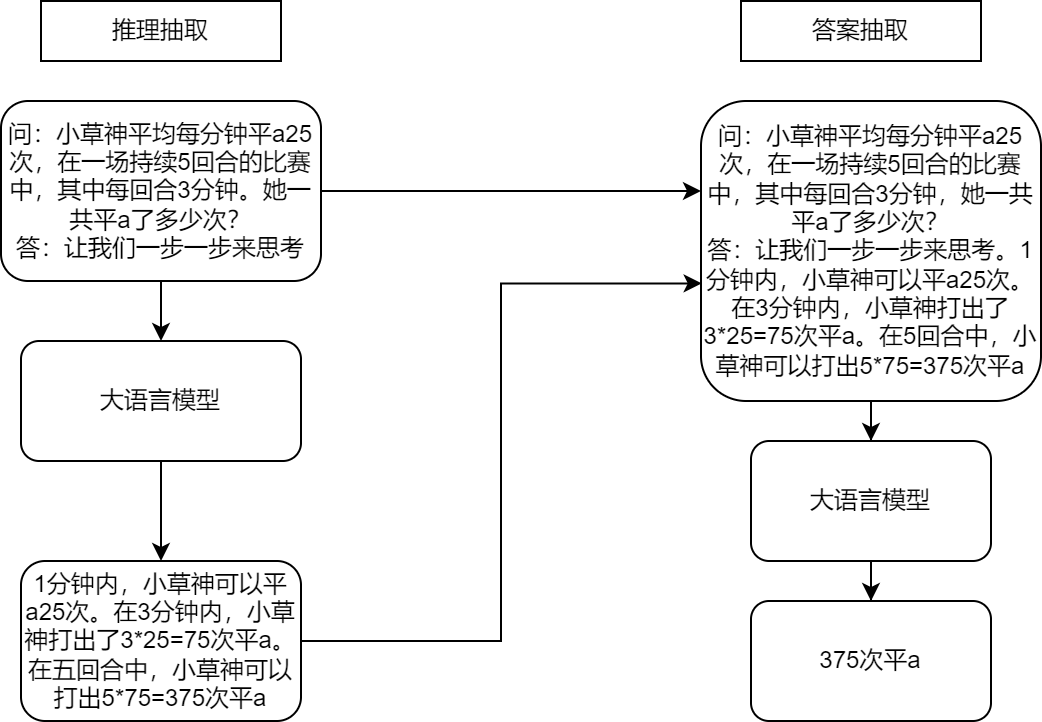 推理抽取
问：小草神平均每分钟平a25
次，在一场持续5回合的比赛
中，其中每回合3分钟。她一
共平a了多少次？
答：让我们一步一步来思考
大语言模型
1分钟内，小草神可以平
a25次。在3分钟内，小草
神打出了3*25=75次平a。
在五回合中，小草神可以
打出5*75=375次平a
答案抽取
问：小草神平均每分钟平a25
次，在一场持续5回合的比赛
中，其中每回合3分钟，她一共
平a了多少次？
答：让我们一步一步来思考。1
分钟内，小草神可以平a25次。
在3分钟内，小草神打出了
3*25=75次平a。在5回合中，小
草神可以打出5*75=375次平a
大语言模型
375次平a